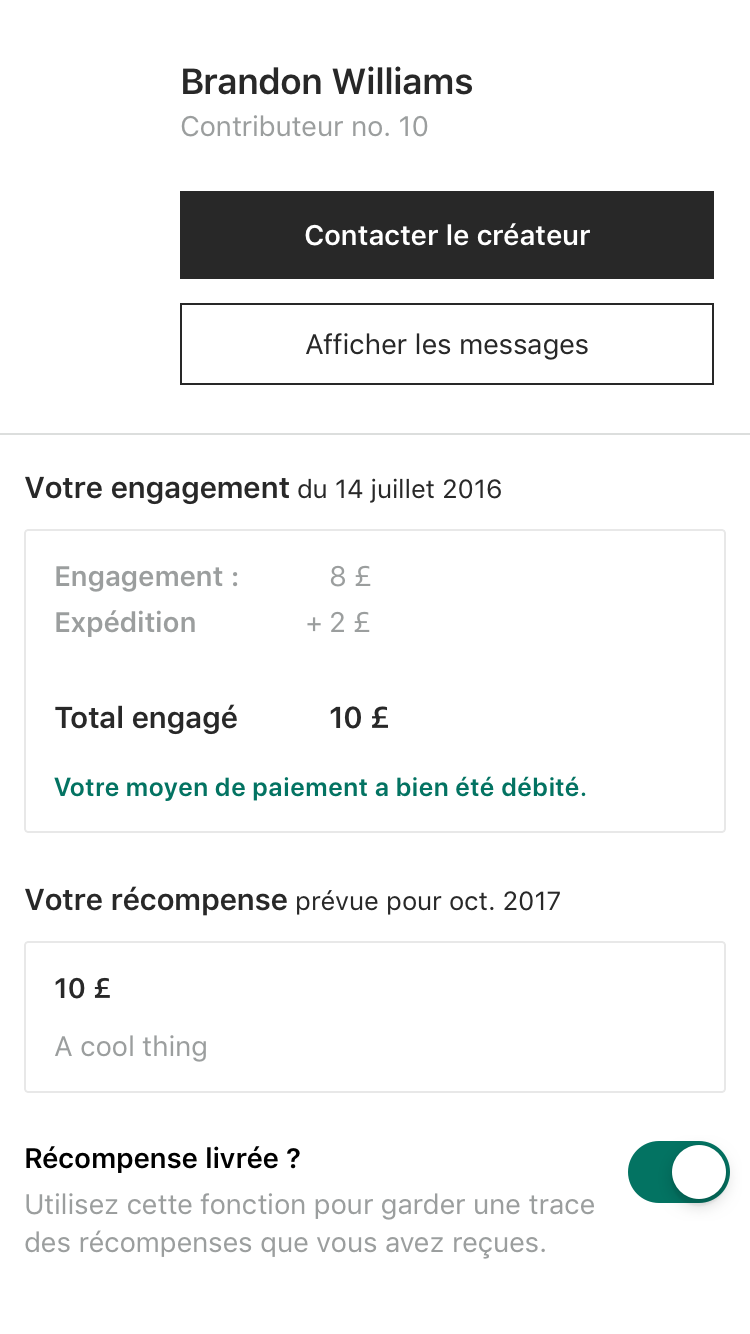 Brandon Williams
Contributeur no. 10
Contacter le créateur
Afficher les messages
Votre engagement du 14 juillet 2016
Engagement : 8 £
Expédition + 2 £
Total engagé 10 £
Votre moyen de paiement a bien été débité.
Votre récompense prévue pour oct. 2017
10 £
A cool thing
Récompense livrée ?
Utilisez cette fonction pour garder une trace
des récompenses que vous avez reçues.